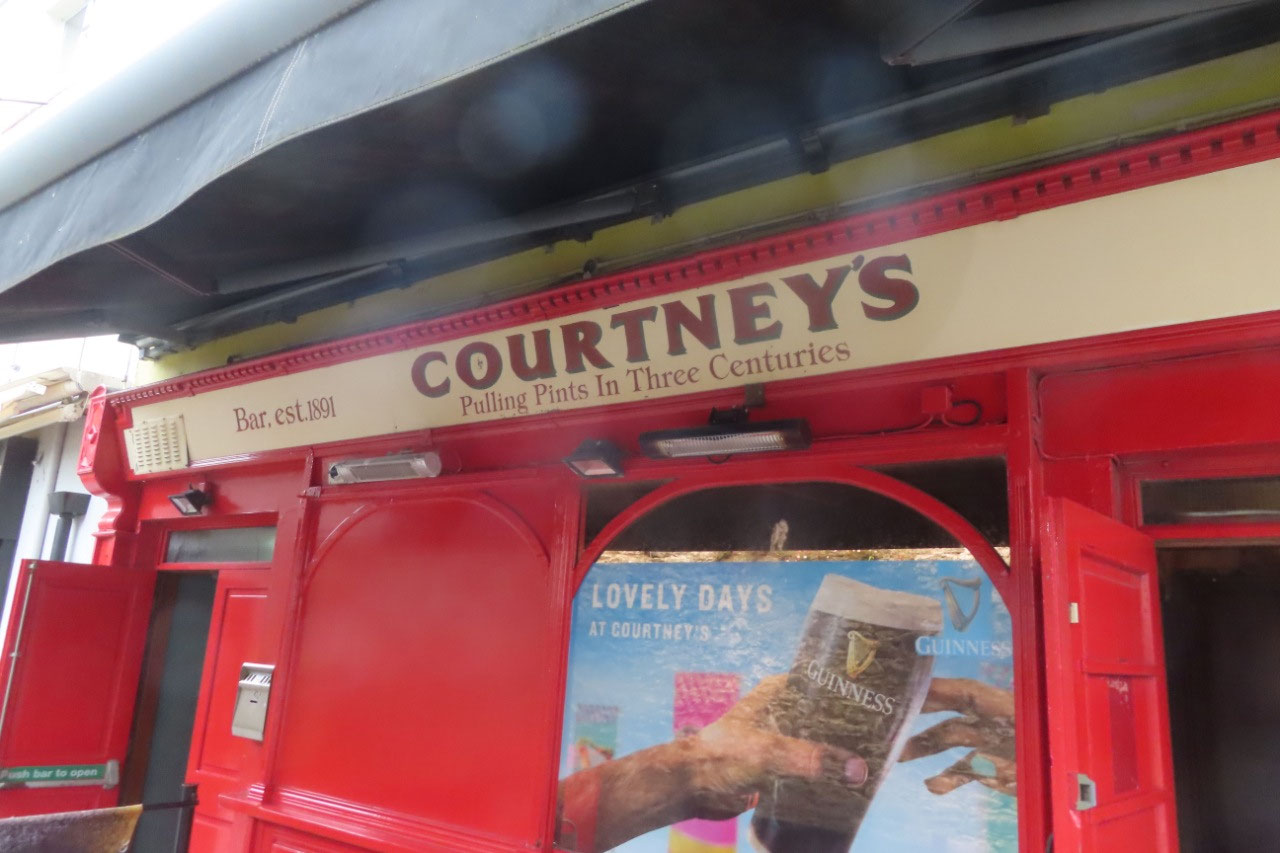 COURTNEY'S
Bar, est.1891
Pulling Pints In Three Centuries
LOVELY DAYS
AT COURTNEY'S
GUINNESS
GUINNESS
Push bar to open